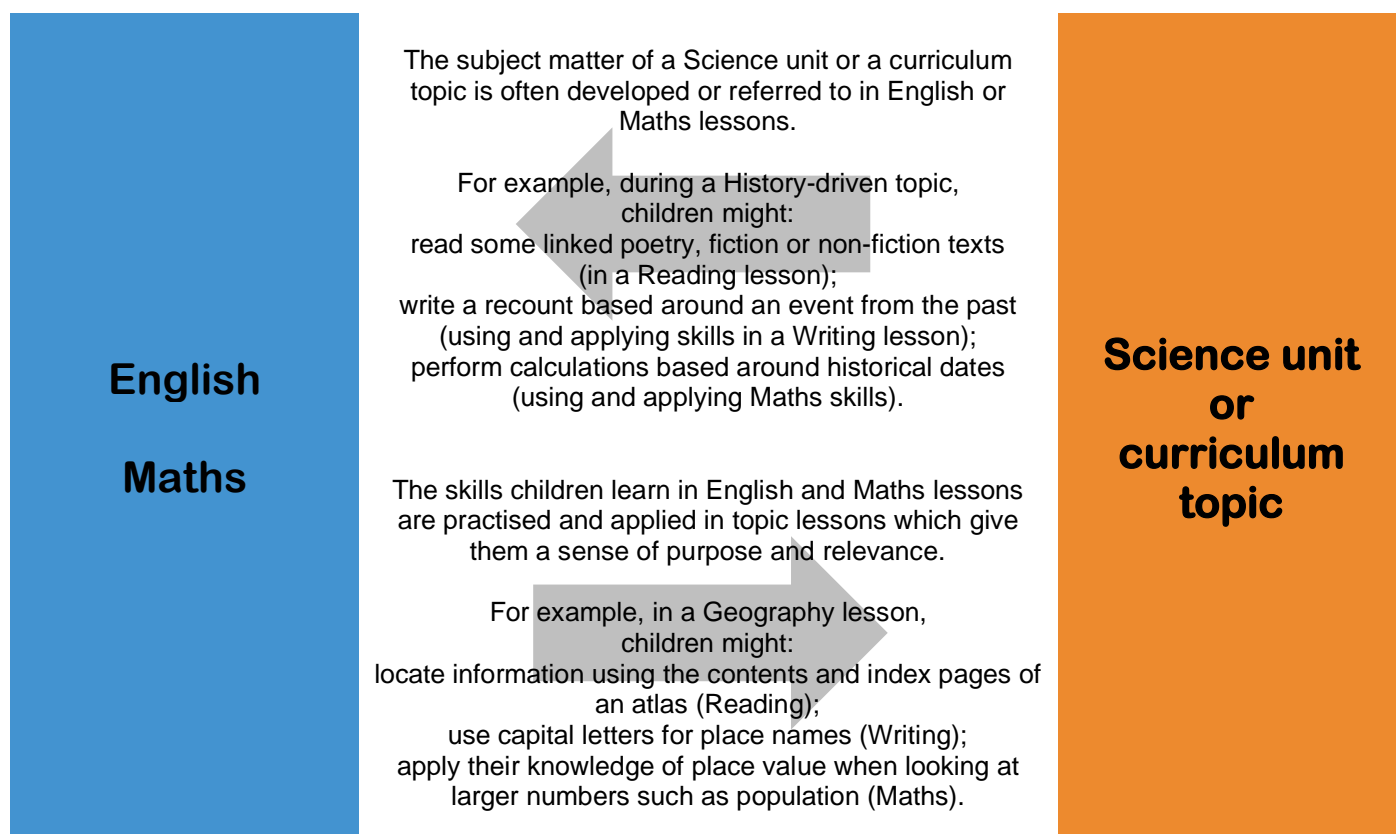 English
Maths
The subject matter of a Science unit or a curriculum
topic is often developed or referred to in English or
Maths lessons.
For example, during a History-driven topic,
children might:
read some linked poetry, fiction or non-fiction texts
(in a Reading lesson);
write a recount based around an event from the past
(using and applying skills in a Writing lesson);
perform calculations based around historical dates
(using and applying Maths skills).
The skills children learn in English and Maths lessons
are practised and applied in topic lessons which give
them a sense of purpose and relevance.
For example, in a Geography lesson,
children might:
locate information using the contents and index pages of
an atlas (Reading);
use capital letters for place names (Writing);
apply their knowledge of place value when looking at
larger numbers such as population (Maths).
Science unit
or
curriculum
topic